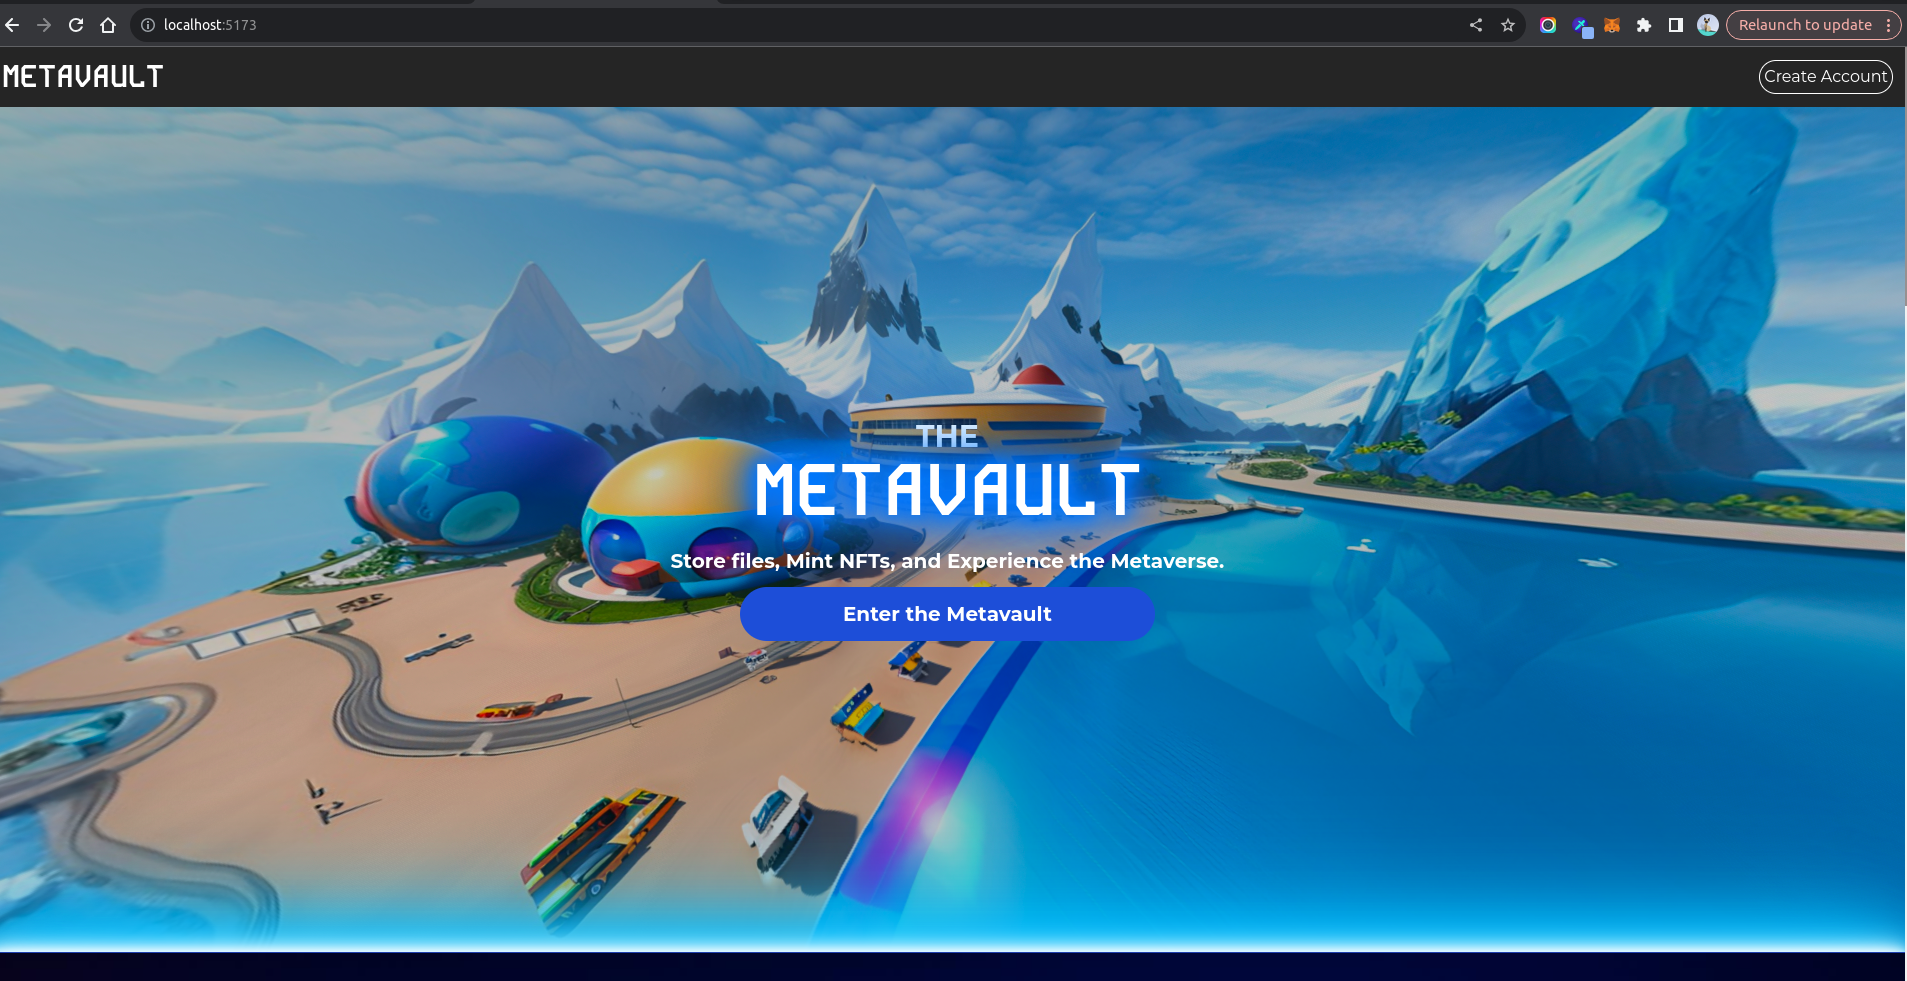 localhost:5173
Relaunch to update
METAVAULT
Create Account
THE
METAVAULT
Store files, Mint NFTs, and Experience the Metaverse.
Enter the Metavault